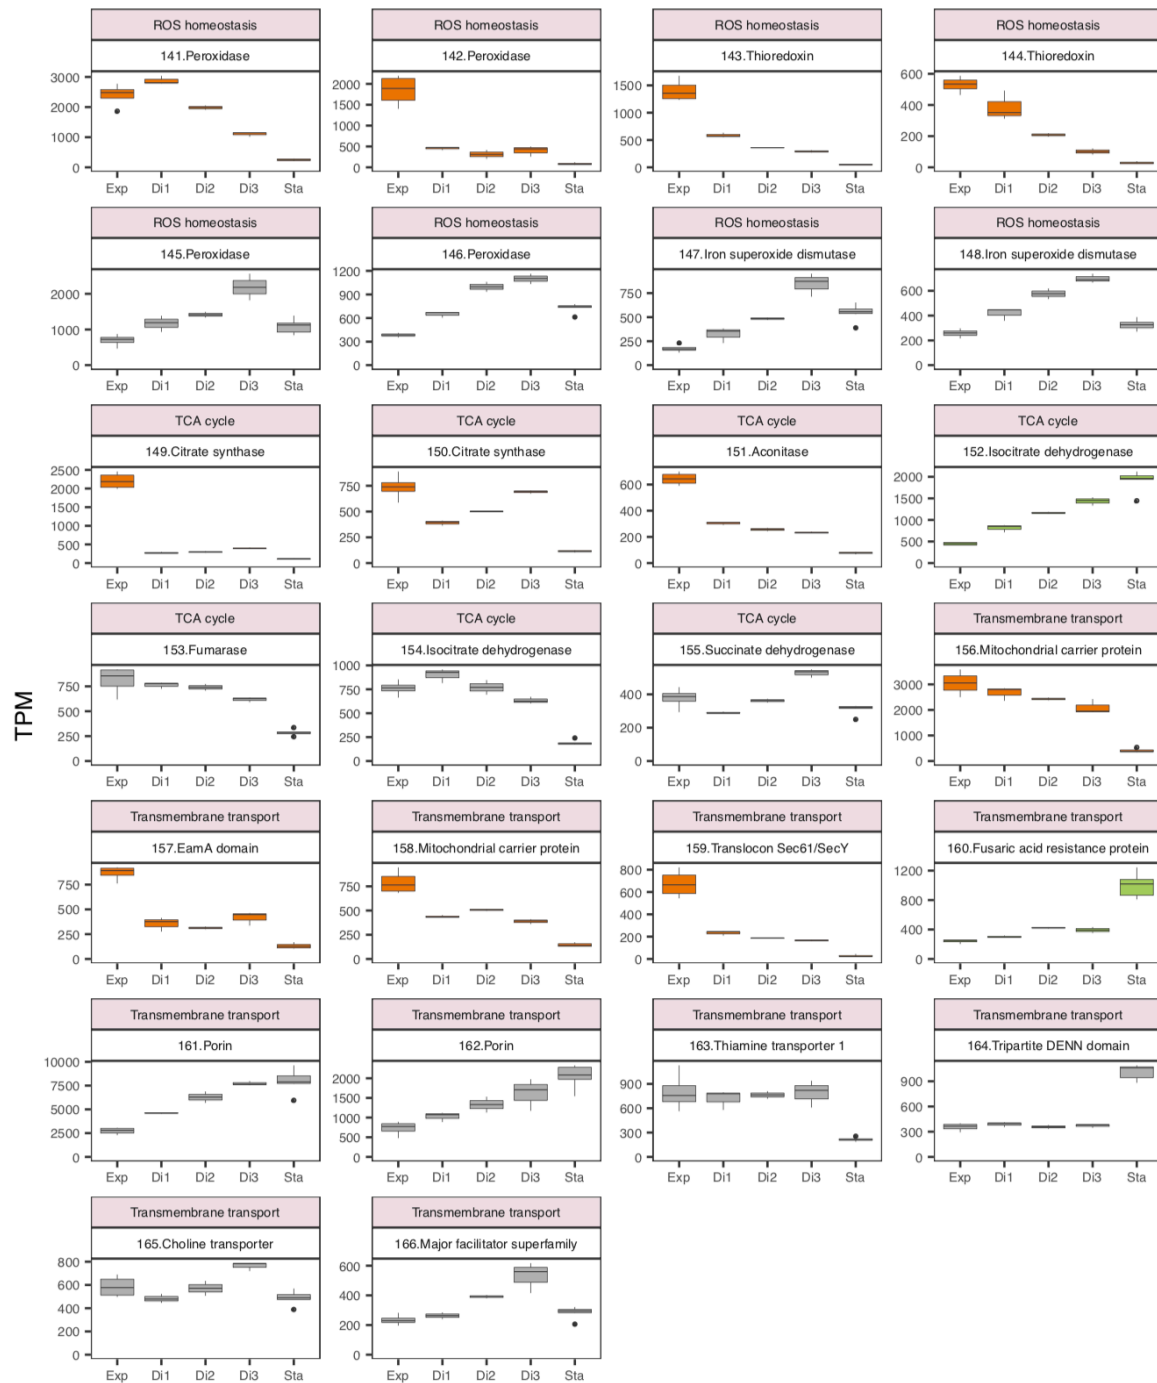 TPM
ROS homeostasis
141.Peroxidase
3000
2000
1000
0
Exp Di1 Di2 Di3 Sta
ROS homeostasis
142.Peroxidase
2000
1500
1000
500
0
Exp Di1 Di2 Di3 Sta
ROS homeostasis
143.Thioredoxin
1500
1000
500
0
Exp Di1 Di2 Di3 Sta
ROS homeostasis
144.Thoredoxin
600
400
200
0
Exp Di1 Di2 Di3 Sta
ROS homeostasis
145.Peroxidase
2000
1000
0
Exp Di1 Di2 Di3 Sta
ROS homeostasis
146.Peroxidase
1200
900
600
300
0
Exp Di1 Di2 Di3 Sta
ROS homeostasis
147.Iron superoxide dismutase
750
500
250
0
Exp Di1 Di2 Di3 Sta
ROS homeostasis
148.Iron superoxide dismutase
600
400
200
0
Exp Di1 Di2 Di3 Sta
TCA cycle
149.Citrate synthase
2500
2000
1500
1000
500
0
Exp Di1 Di2 Di3 Sta
TCA cycle
150.Citrate synthase
750
500
250
0
Exp Di1 Di2 Di3 Sta
TCA cycle
151.Aconitase
600
400
200
0
Exp Di1 Di2 Di3 Sta
TCA cycle
152.Isocitrate dehydrogenase
2000
1500
1000
500
0
Exp Di1 Di2 Di3 Sta
TCA cycle
153.Fumarase
750
500
250
0
Exp Di1 Di2 Di3 Sta
TCA cycle
154.Isocitrate dehydrogenase
1000
750
500
250
0
Exp Di1 Di2 Di3 Sta
TCA cycle
155.Succinate dehydrogenase
400
200
0
Exp Di1 Di2 Di3 Sta
Transmembrane transport
156.Mitochondrial carrier protein
3000
2000
1000
0
Exp Di1 Di2 Di3 Sta
Transmembrane transport
157.EamA domain
750
500
250
0
Exp Di1 Di2 Di3 Sta
Transmembrane transport
158.Mitochondrial carrier protein
750
500
250
0
Exp Di1 Di2 Di3 Sta
Transmembrane transport
159.Translocon Sec61/SecY
800
600
400
200
0
Exp Di1 Di2 Di3 Sta
Transmembrane transport
160.Fusaric acid resistance protein
1200
800
400
0
Exp Di1 Di2 Di3 Sta
Transmembrane transport
161.Porin
10000
7500
5000
2500
0
Exp Di1 Di2 Di3 Sta
Transmembrane transport
162.Porin
2000
1500
1000
500
0
Exp Di1 Di2 Di3 Sta
Transmembrane transport
163.Thiamine transporter 1
900
600
300
0
Exp Di1 Di2 Di3 Sta
Transmembrane transport
164.Tripartite DENN domain
900
600
300
0
Exp Di1 Di2 Di3 Sta
Transmembrane transport
165.Choline transporter
800
600
400
200
0
Exp Di1 Di2 Di3 Sta
Transmembrane transport
166.Major facilitator superfamily
600
400
200
0
Exp Di1 Di2 Di3 Sta